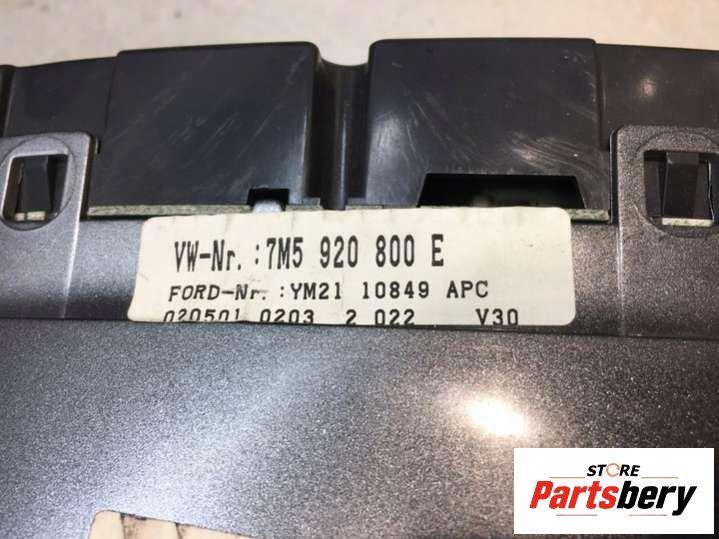 VW-Nr. :7M5 920 800 E
FORD-Nr. :YM21 10849 APC
020501 0203 2 022 V30
STORE
Partsbery